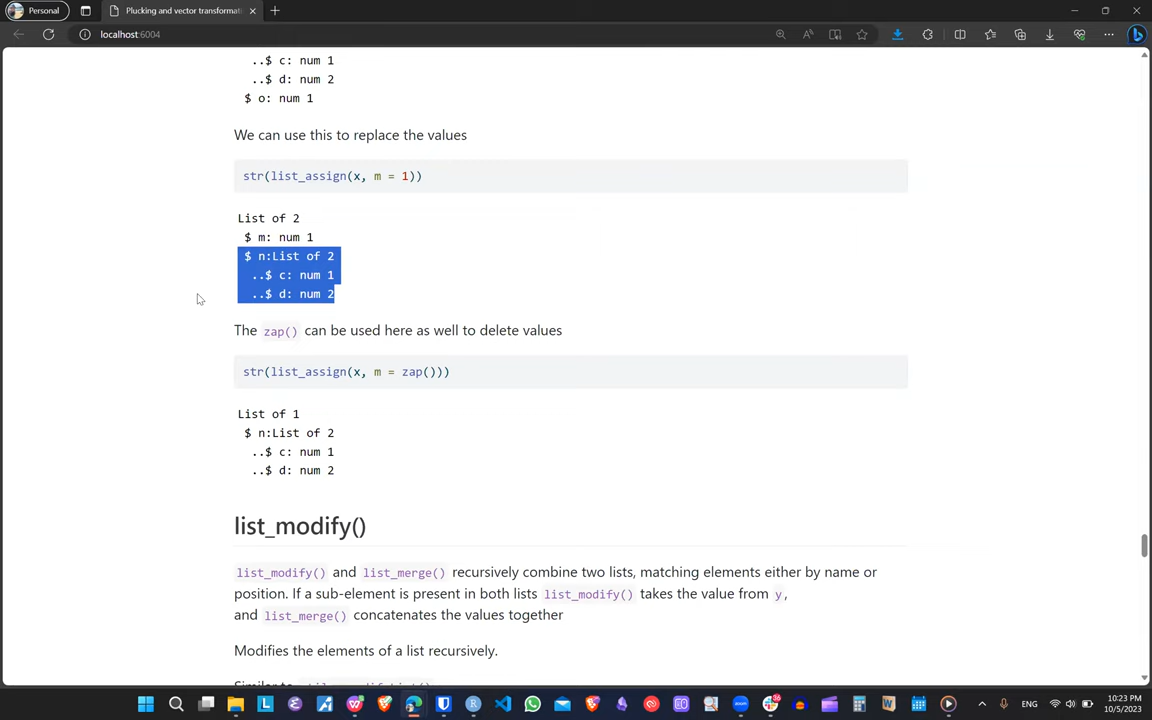 Personal
Plucking and vector transformati
localhost:6004
..$ c: num 1
..$ d: num 2
$ o: num 1
We can use this to replace the values
str(list_assign(x, m = 1))
List of 2
$ m: num 1
$ n:List of 2
..$ c: num 1
..$ d: num 2
The zap() can be used here as well to delete values
str(list_assign(x, m = zap()))
List of 1
$ n:List of 2
..$ c: num 1
..$ d: num 2
list_modify()
list_modify() and list_merge() recursively combine two lists, matching elements either by name or
position. If a sub-element is present in both lists list_modify() takes the value from y,
and list_merge() concatenates the values together
Modifies the elements of a list recursively.
Similar to
36
ENG
10:23 PM
10/5/2023